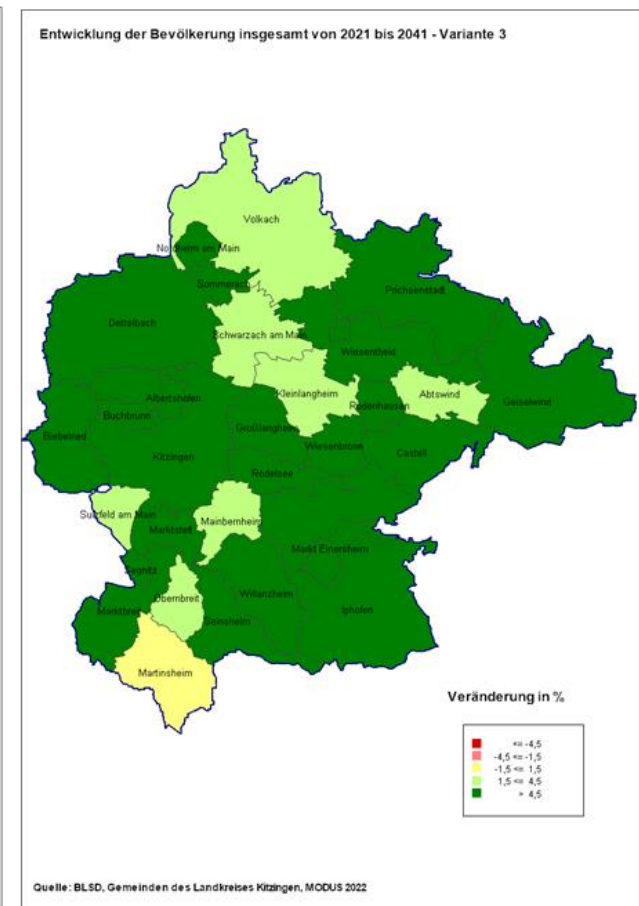 Entwicklung der Bevölkerung insgesamt von 2021 bis 2041 - Variante 3
Volkach
Nordheim am Main
Sommerach
Prichsenstadt
Dettelbach
Schwarzach am Main
Wiesentheid
Kleinlangheim
Abtswind
Albertshofen
Rüdenhausen
Geiselwind
Buchbrunn
Großlangheim
Biebelried
Wiesenbronn
Castell
Kitzingen
Rödelsee
Sulzfeld am Main
Mainbernheim
Marktsteft
Markt Einersheim
Segnitz
Obernbreit
Willanzheim
Marktbreit
Iphofen
Seinsheim
Martinsheim
Veränderung in %
<= -4,5
-4,5 <= -1,5
-1,5 <= 1,5
1,5 <= 4,5
> 4,5
Quelle: BLSD, Gemeinden des Landkreises Kitzingen, MODUS 2022